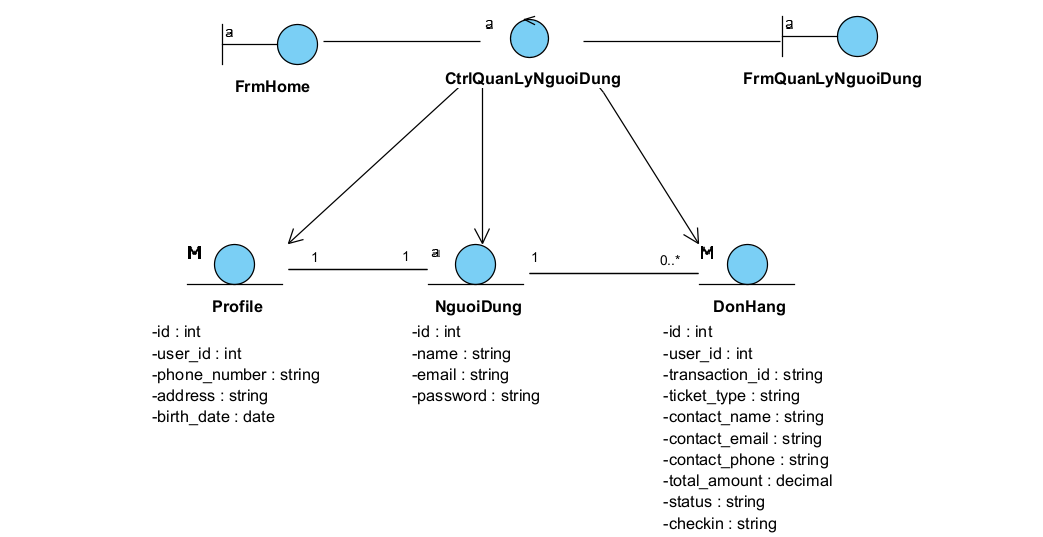 a
FrmHome
a
CtrlQuanLyNguoiDung
a
FrmQuanLyNguoiDung
M
Profile
-id : int
-user_id : int
-phone_number : string
-address : string
-birth_date : date
1
1
a
NguoiDung
-id : int
-name : string
-email : string
-password : string
1
0..*
M
DonHang
-id : int
-user_id : int
-transaction_id : string
-ticket_type : string
-contact_name : string
-contact_email : string
-contact_phone : string
-total_amount : decimal
-status : string
-checkin : string